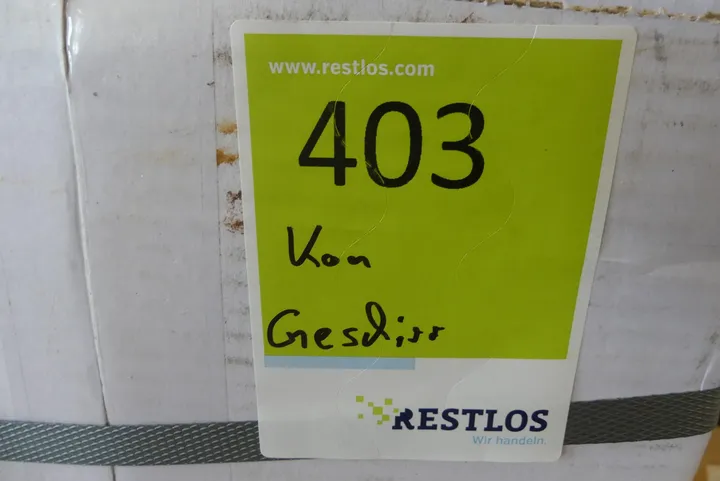 www.restlos.com
403
Kon
Geschirr
RESTLOS
Wir handeln.